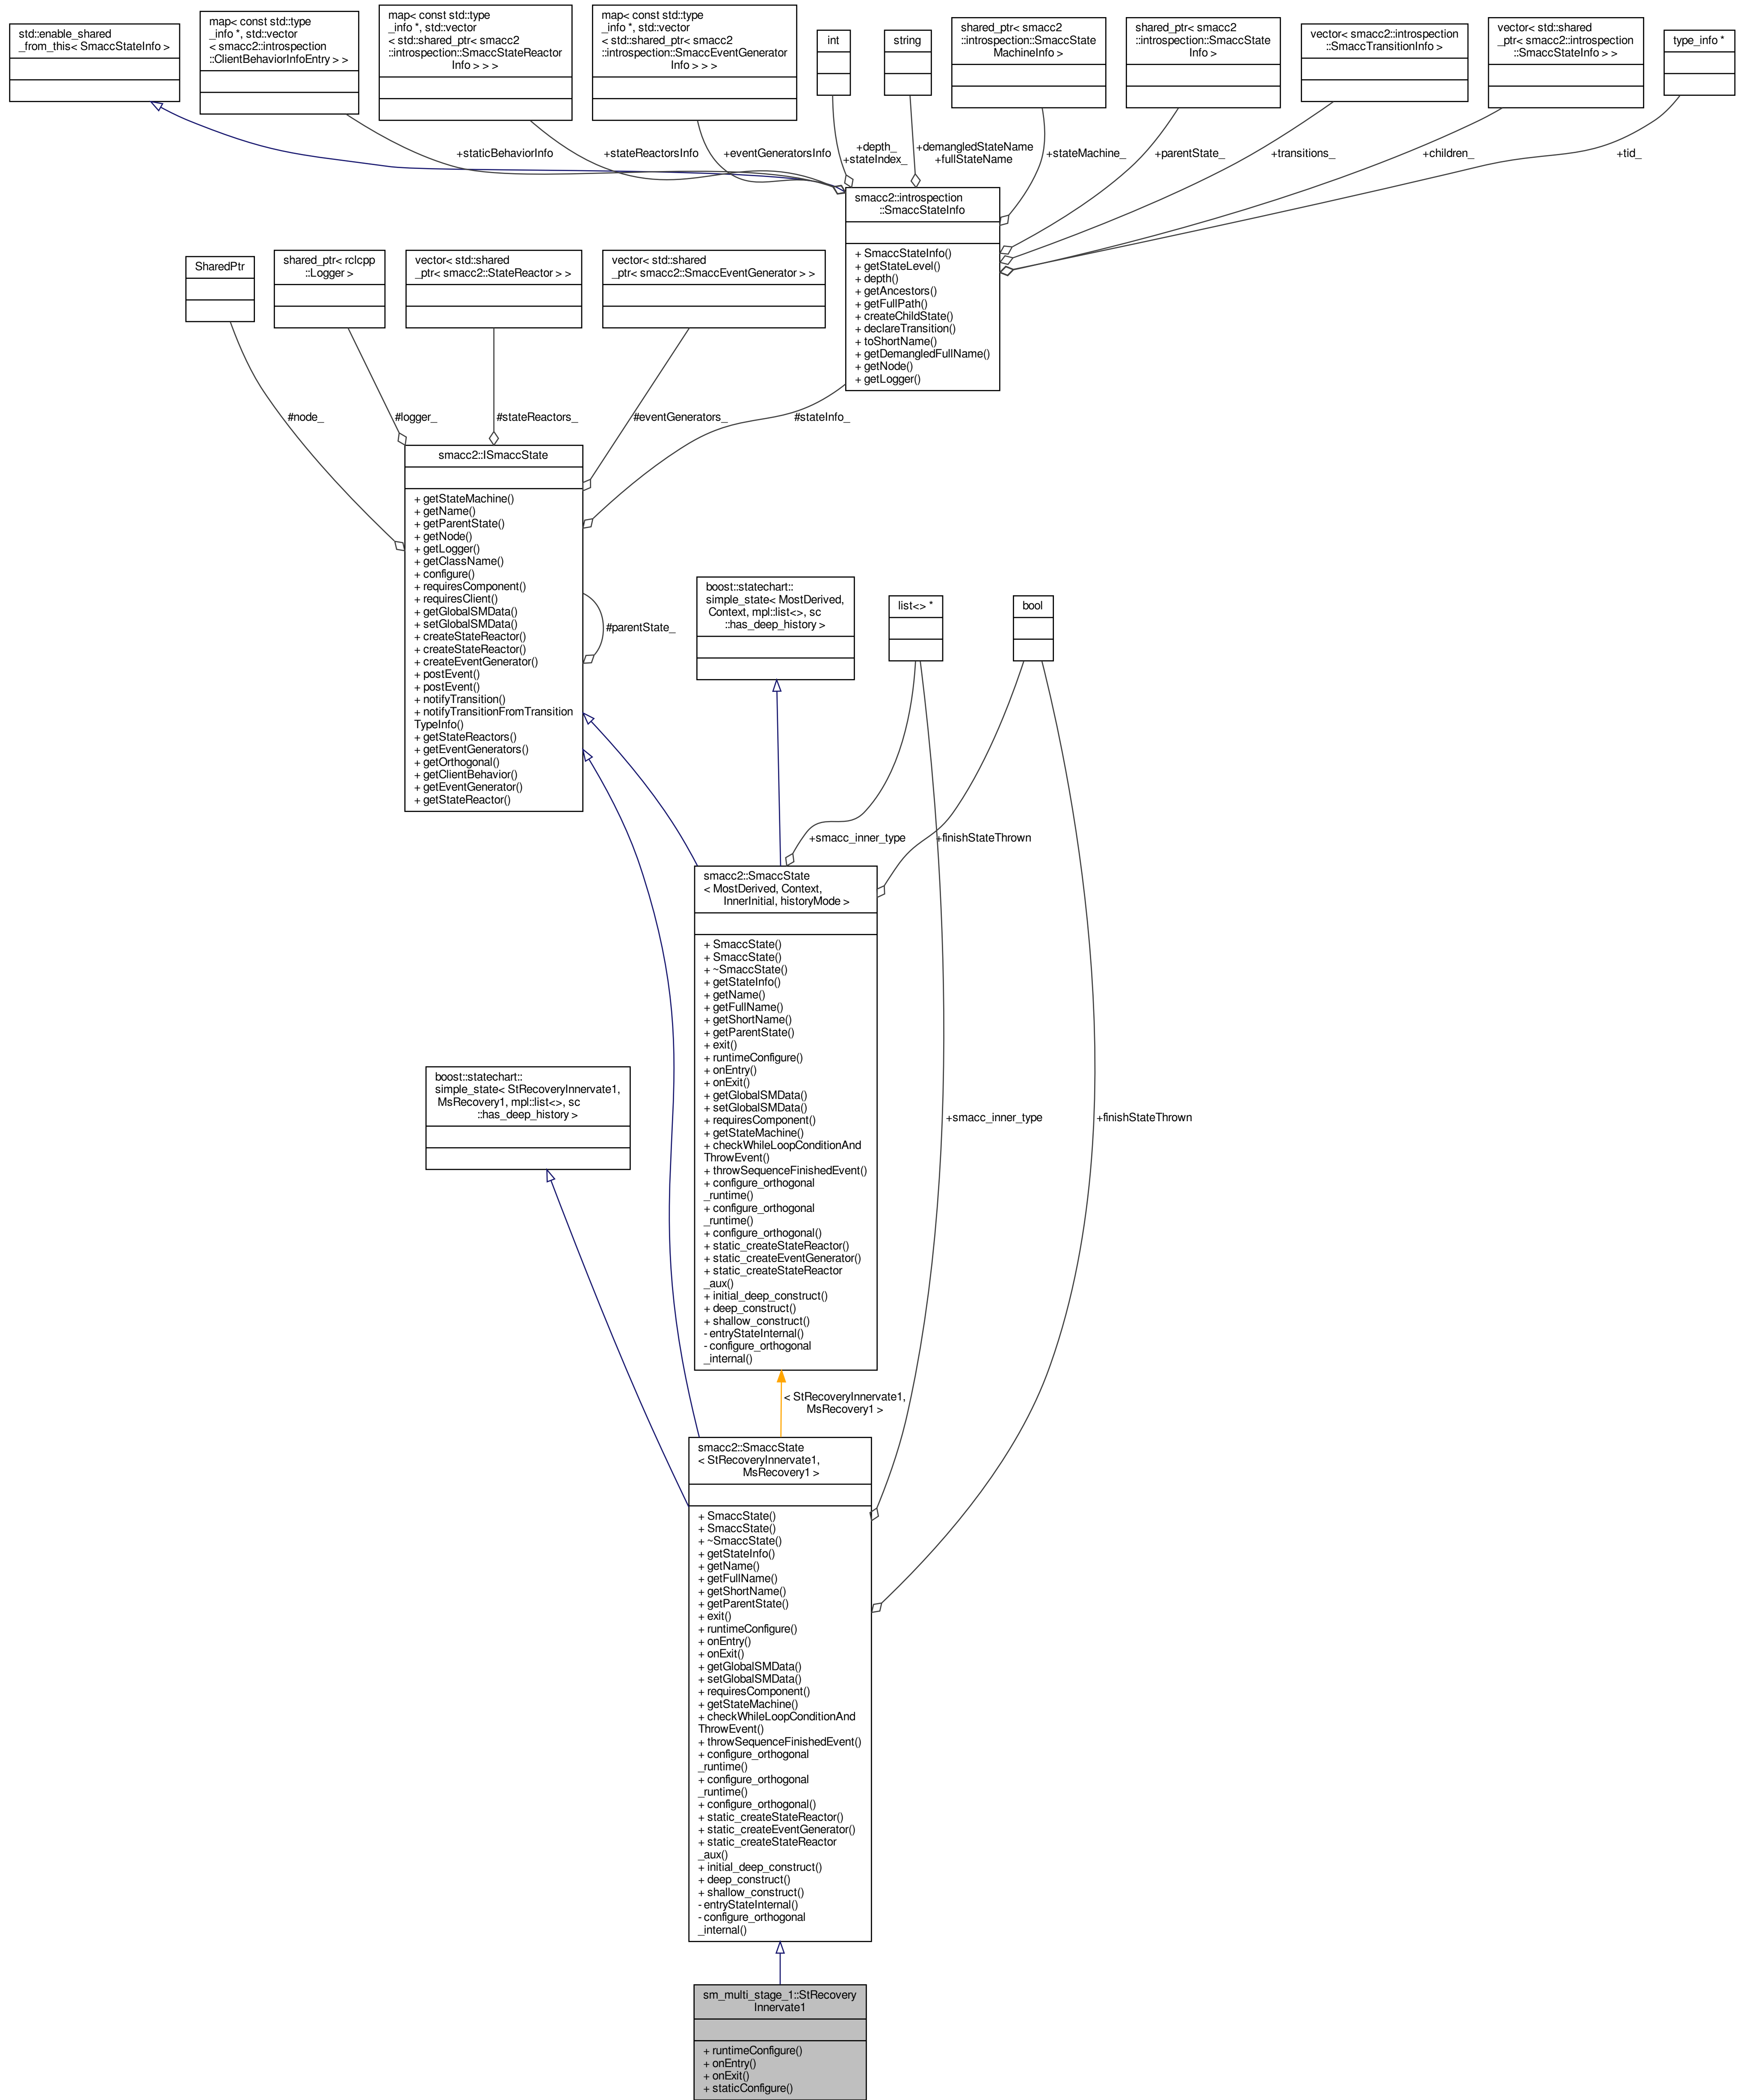 std::enable_shared
_from_this< SmaccStateInfo >
map< const std::type
_info *, std::vector
< smacc2::introspection
::ClientBehaviorInfoEntry > >
map< const std::type
_info *, std::vector
< std::shared_ptr< smacc2
::introspection::SmaccStateReactor
Info > > >
map< const std::type
_info *, std::vector
< std::shared_ptr< smacc2
::introspection::SmaccEventGenerator
Info > > >
int
string
shared_ptr< smacc2
::introspection::SmaccState
MachineInfo >
shared_ptr< smacc2
::introspection::SmaccState
Info >
vector< smacc2::introspection
::SmaccTransitionInfo >
vector< std::shared
_ptr< smacc2::introspection
::SmaccStateInfo > >
type_info *
+staticBehaviorInfo
+stateReactorsInfo
+eventGeneratorsInfo
+depth_
+stateIndex_
+demangledStateName
+fullStateName
+stateMachine_
+parentState_
+transitions_
+children_
+tid_
smacc2::introspection
::SmaccStateInfo
+ SmaccStateInfo()
+ getStateLevel()
+ depth()
+ getAncestors()
+ getFullPath()
+ createChildState()
+ declareTransition()
+ toShortName()
+ getDemangledFullName()
+ getNode()
+ getLogger()
SharedPtr
shared_ptr< rclcpp
::Logger >
vector< std::shared
_ptr< smacc2::StateReactor > >
vector< std::shared
_ptr< smacc2::SmaccEventGenerator > >
#node_
#logger_
#stateReactors_
#eventGenerators_
#stateInfo_
smacc2::ISmaccState
+ getStateMachine()
+ getName()
+ getParentState()
+ getNode()
+ getLogger()
+ getClassName()
+ configure()
+ requiresComponent()
+ requiresClient()
+ getGlobalSMData()
+ setGlobalSMData()
+ createStateReactor()
+ createStateReactor()
+ createEventGenerator()
+ postEvent()
+ postEvent()
+ notifyTransition()
+ notifyTransitionFromTransition
TypeInfo()
+ getStateReactors()
+ getEventGenerators()
+ getOrthogonal()
+ getClientBehavior()
+ getEventGenerator()
+ getStateReactor()
#parentState_
boost::statechart::
simple_state< MostDerived,
Context, mpl::list<>, sc
::has_deep_history >
list<> *
bool
+smacc_inner_type
+finishStateThrown
smacc2::SmaccState
< MostDerived, Context,
InnerInitial, historyMode >
+ SmaccState()
+ SmaccState()
+ ~SmaccState()
+ getStateInfo()
+ getName()
+ getFullName()
+ getShortName()
+ getParentState()
+ exit()
+ runtimeConfigure()
+ onEntry()
+ onExit()
+ getGlobalSMData()
+ setGlobalSMData()
+ requiresComponent()
+ getStateMachine()
+ checkWhileLoopConditionAnd
ThrowEvent()
+ throwSequenceFinishedEvent()
+ configure_orthogonal
_runtime()
+ configure_orthogonal
_runtime()
+ configure_orthogonal()
+ static_createStateReactor()
+ static_createEventGenerator()
+ static_createStateReactor
_aux()
+ initial_deep_construct()
+ deep_construct()
+ shallow_construct()
- entryStateInternal()
- configure_orthogonal
_internal()
boost::statechart::
simple_state< StRecoveryInnervate1,
MsRecovery1, mpl::list<>, sc
::has_deep_history >
+smacc_inner_type
+finishStateThrown
< StRecoveryInnervate1,
MsRecovery1 >
smacc2::SmaccState
< StRecoveryInnervate1,
MsRecovery1 >
+ SmaccState()
+ SmaccState()
+ ~SmaccState()
+ getStateInfo()
+ getName()
+ getFullName()
+ getShortName()
+ getParentState()
+ exit()
+ runtimeConfigure()
+ onEntry()
+ onExit()
+ getGlobalSMData()
+ setGlobalSMData()
+ requiresComponent()
+ getStateMachine()
+ checkWhileLoopConditionAnd
ThrowEvent()
+ throwSequenceFinishedEvent()
+ configure_orthogonal
_runtime()
+ configure_orthogonal
_runtime()
+ configure_orthogonal()
+ static_createStateReactor()
+ static_createEventGenerator()
+ static_createStateReactor
_aux()
+ initial_deep_construct()
+ deep_construct()
+ shallow_construct()
- entryStateInternal()
- configure_orthogonal
_internal()
sm_multi_stage_1::StRecovery
Innervate1
+ runtimeConfigure()
+ onEntry()
+ onExit()
+ staticConfigure()